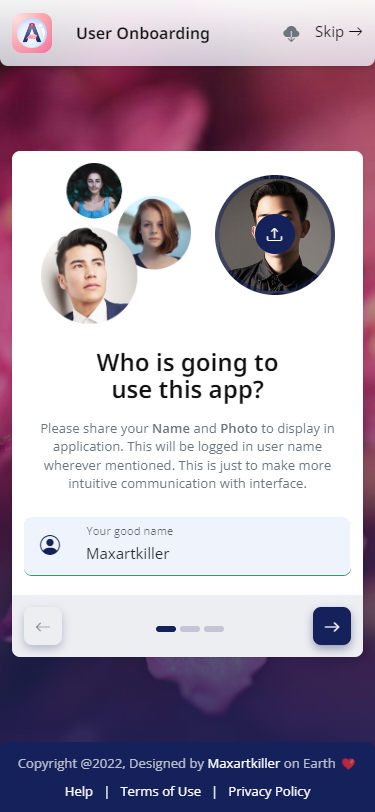 User Onboarding
Skip →
Who is going to
use this app?
Please share your Name and Photo to display in
application. This will be logged in user name
wherever mentioned. This is just to make more
intuitive communication with interface.
Your good name
Maxartkiller
Copyright @2022, Designed by Maxartkiller on Earth ❤
Help | Terms of Use | Privacy Policy